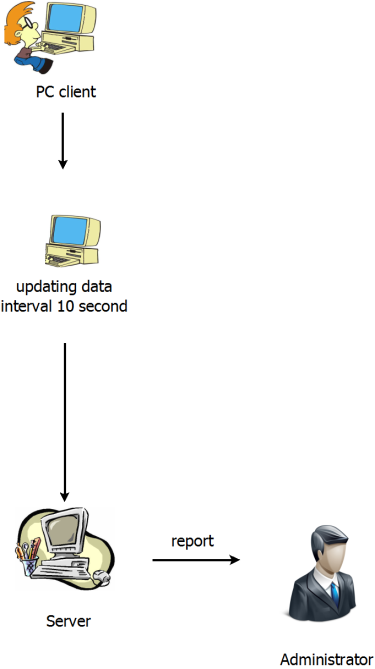 PC client
updating data
interval 10 second
report
Server
Administrator